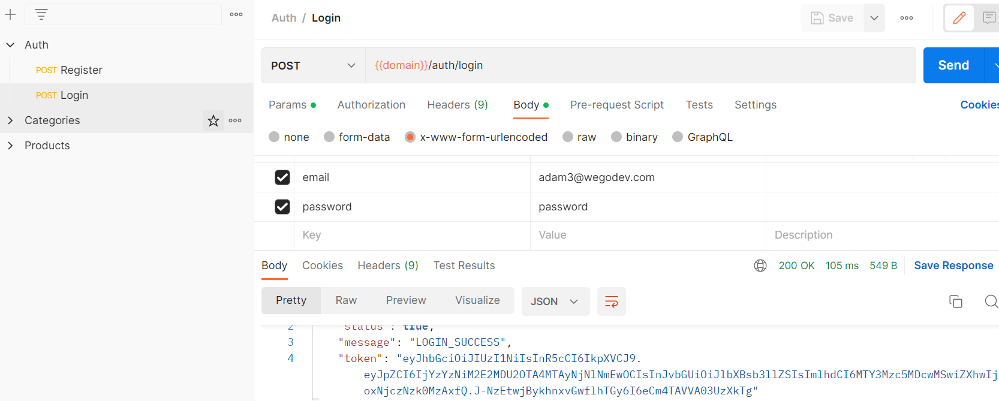 Auth / Login
Save
Auth
POST Register
POST Login
Categories
Products
POST
{{domain}}/auth/login
Send
Params
Authorization
Headers (9)
Body
Pre-request Script
Tests
Settings
Cookies
none
form-data
x-www-form-urlencoded
raw
binary
GraphQL
email
adam3@wegodev.com
password
password
Key
Value
Description
Body
Cookies
Headers (9)
Test Results
200 OK
105 ms
549 B
Save Response
Pretty
Raw
Preview
Visualize
JSON
2 "status": true,
3 "message": "LOGIN_SUCCESS",
4 "token": "eyJhbGciOiJIUzI1NiIsInR5cCI6IkpXVCJ9.
eyJpZCI6IjYzYzNiM2E2MDU2OTA4MTAyNjNlNmEwOCIsInJvbGUiOiJlbXBsb3llZSIsImlhdCI6MTY3Mzc5MDcwMSwiZXhwIj
oxNjczNzk0MzAxfQ.J-NzEtwjBykhnxvGwflhTGy6I6eCm4TAVVA03UzXkTg"